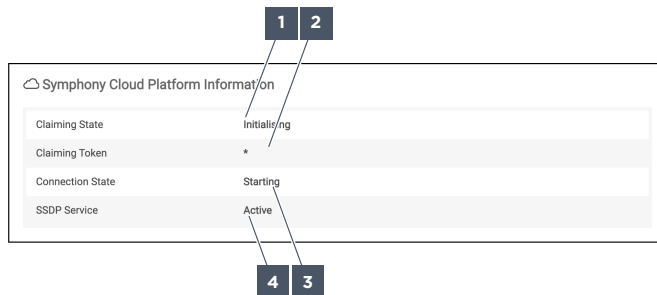 1 2
Symphony Cloud Platform Information
Claiming State Initialising
Claiming Token *
Connection State Starting
SSDP Service Active
4 3